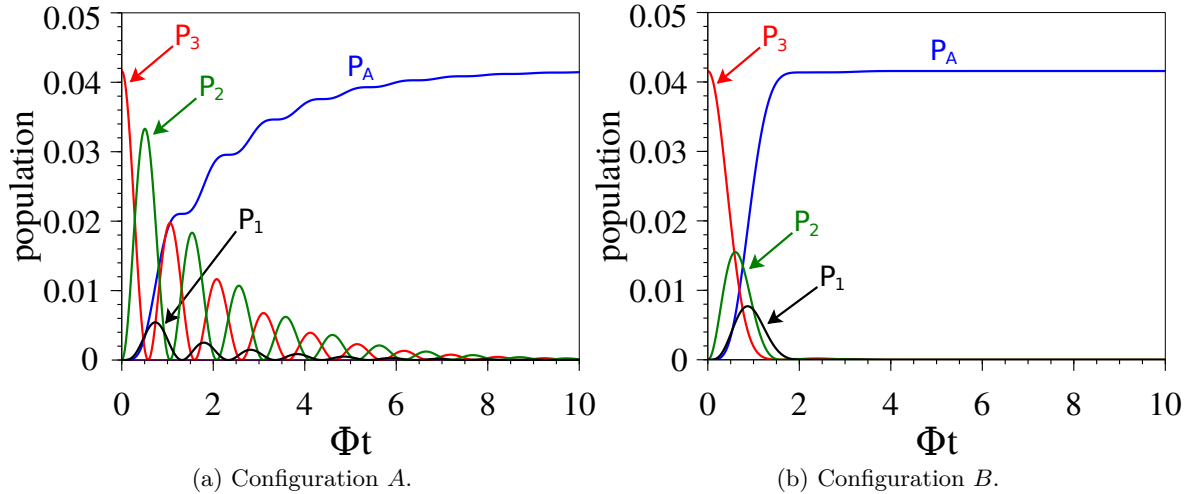 0.05
0.04
0.03
0.02
0.01
0
population
P₃
P₂
P_A
P₁
0 2 4 6 8 10
Φt
(a) Configuration A.
0.05
0.04
0.03
0.02
0.01
0
population
P₃
P_A
P₂
P₁
0 2 4 6 8 10
Φt
(b) Configuration B.